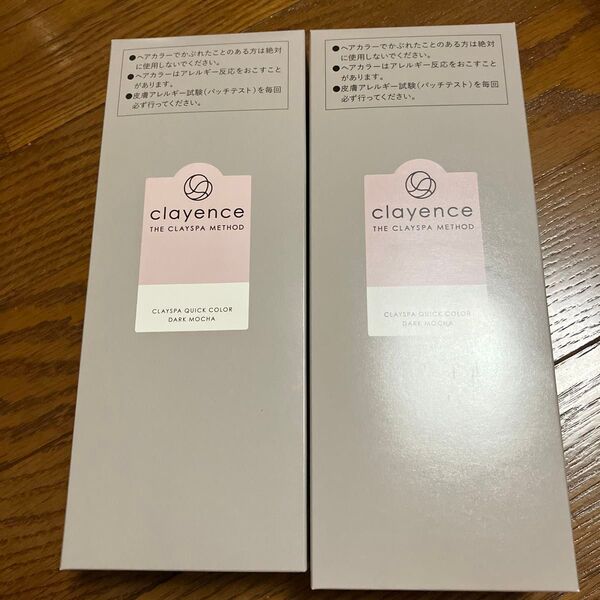 ●ヘアカラーでかぶれたことのある方は絶対
に使用しないでください。
●ヘアカラーはアレルギー反応をおこすこと
があります。
●皮膚アレルギー試験(パッチテスト)を毎回
必ず行ってください。
clayence
THE CLAYSPA METHOD
CLAYSPA QUICK COLOR
DARK MOCHA
●ヘアカラーでかぶれたことのある方は絶対
に使用しないでください。
●ヘアカラーはアレルギー反応をおこすこと
があります。
●皮膚アレルギー試験(パッチテスト)を毎回
必ず行ってください。
clayence
THE CLAYSPA METHOD
CLAYSPA QUICK COLOR
DARK MOCHA